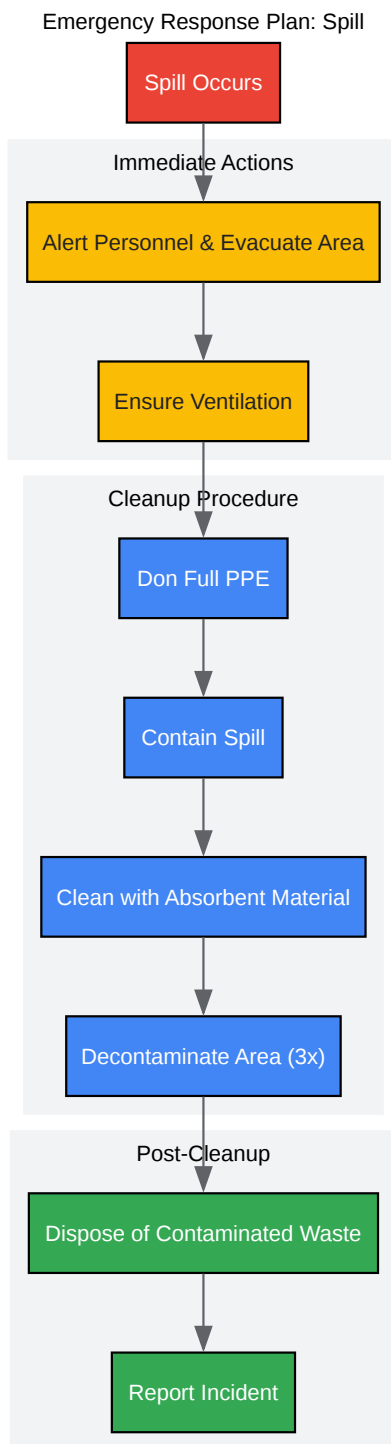 Emergency Response Plan: Spill
Spill Occurs
Immediate Actions
Alert Personnel & Evacuate Area
Ensure Ventilation
Cleanup Procedure
Don Full PPE
Contain Spill
Clean with Absorbent Material
Decontaminate Area (3x)
Post-Cleanup
Dispose of Contaminated Waste
Report Incident